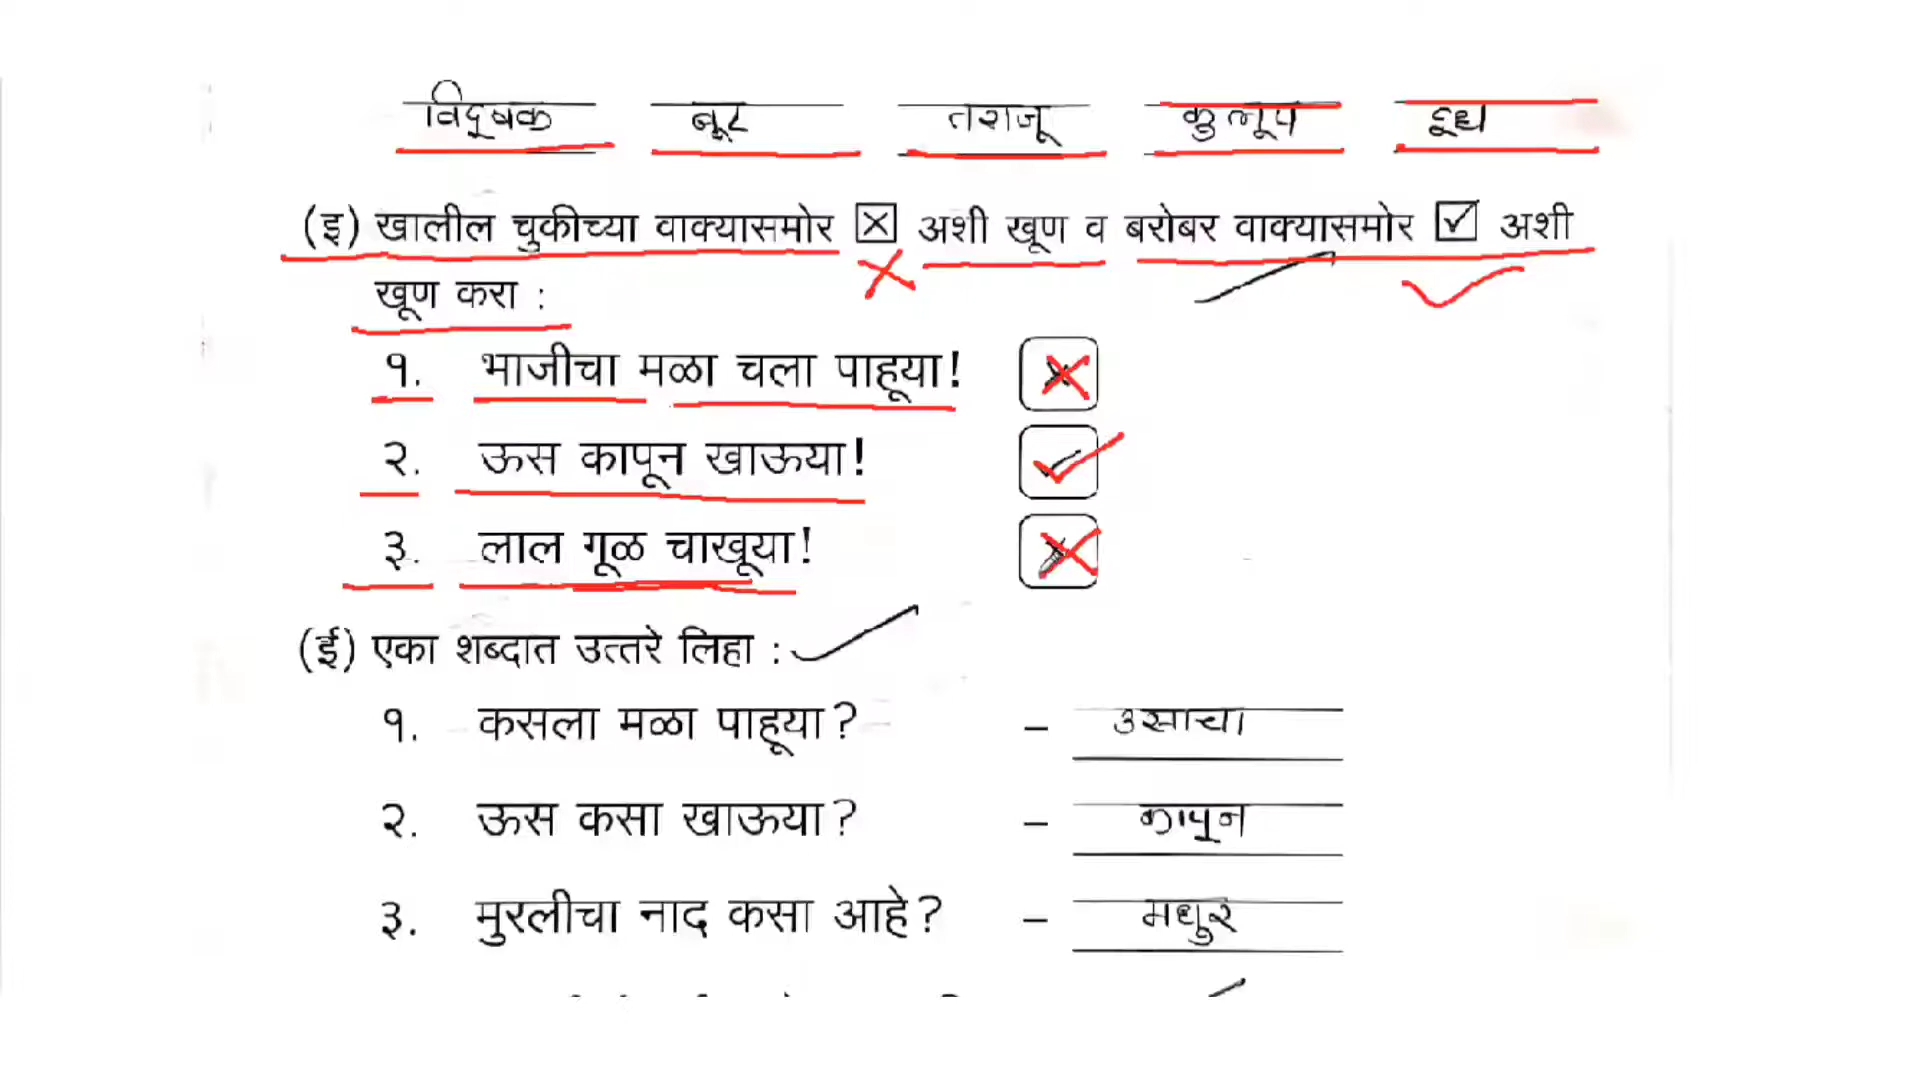 विदूषक बूट तराजू कुलूप दूध
(इ) खालील चुकीच्या वाक्यासमोर ☒ अशी खूण व बरोबर वाक्यासमोर ☑ अशी
खूण करा :
१. भाजीचा मळा चला पाहूया! ✗
२. ऊस कापून खाऊया! ✓
३. लाल गूळ चाखूया! ✗
(ई) एका शब्दात उत्तरे लिहा :
१. कसला मळा पाहूया? – उसाचा
२. ऊस कसा खाऊया? – कापून
३. मुरलीचा नाद कसा आहे? – मधुर